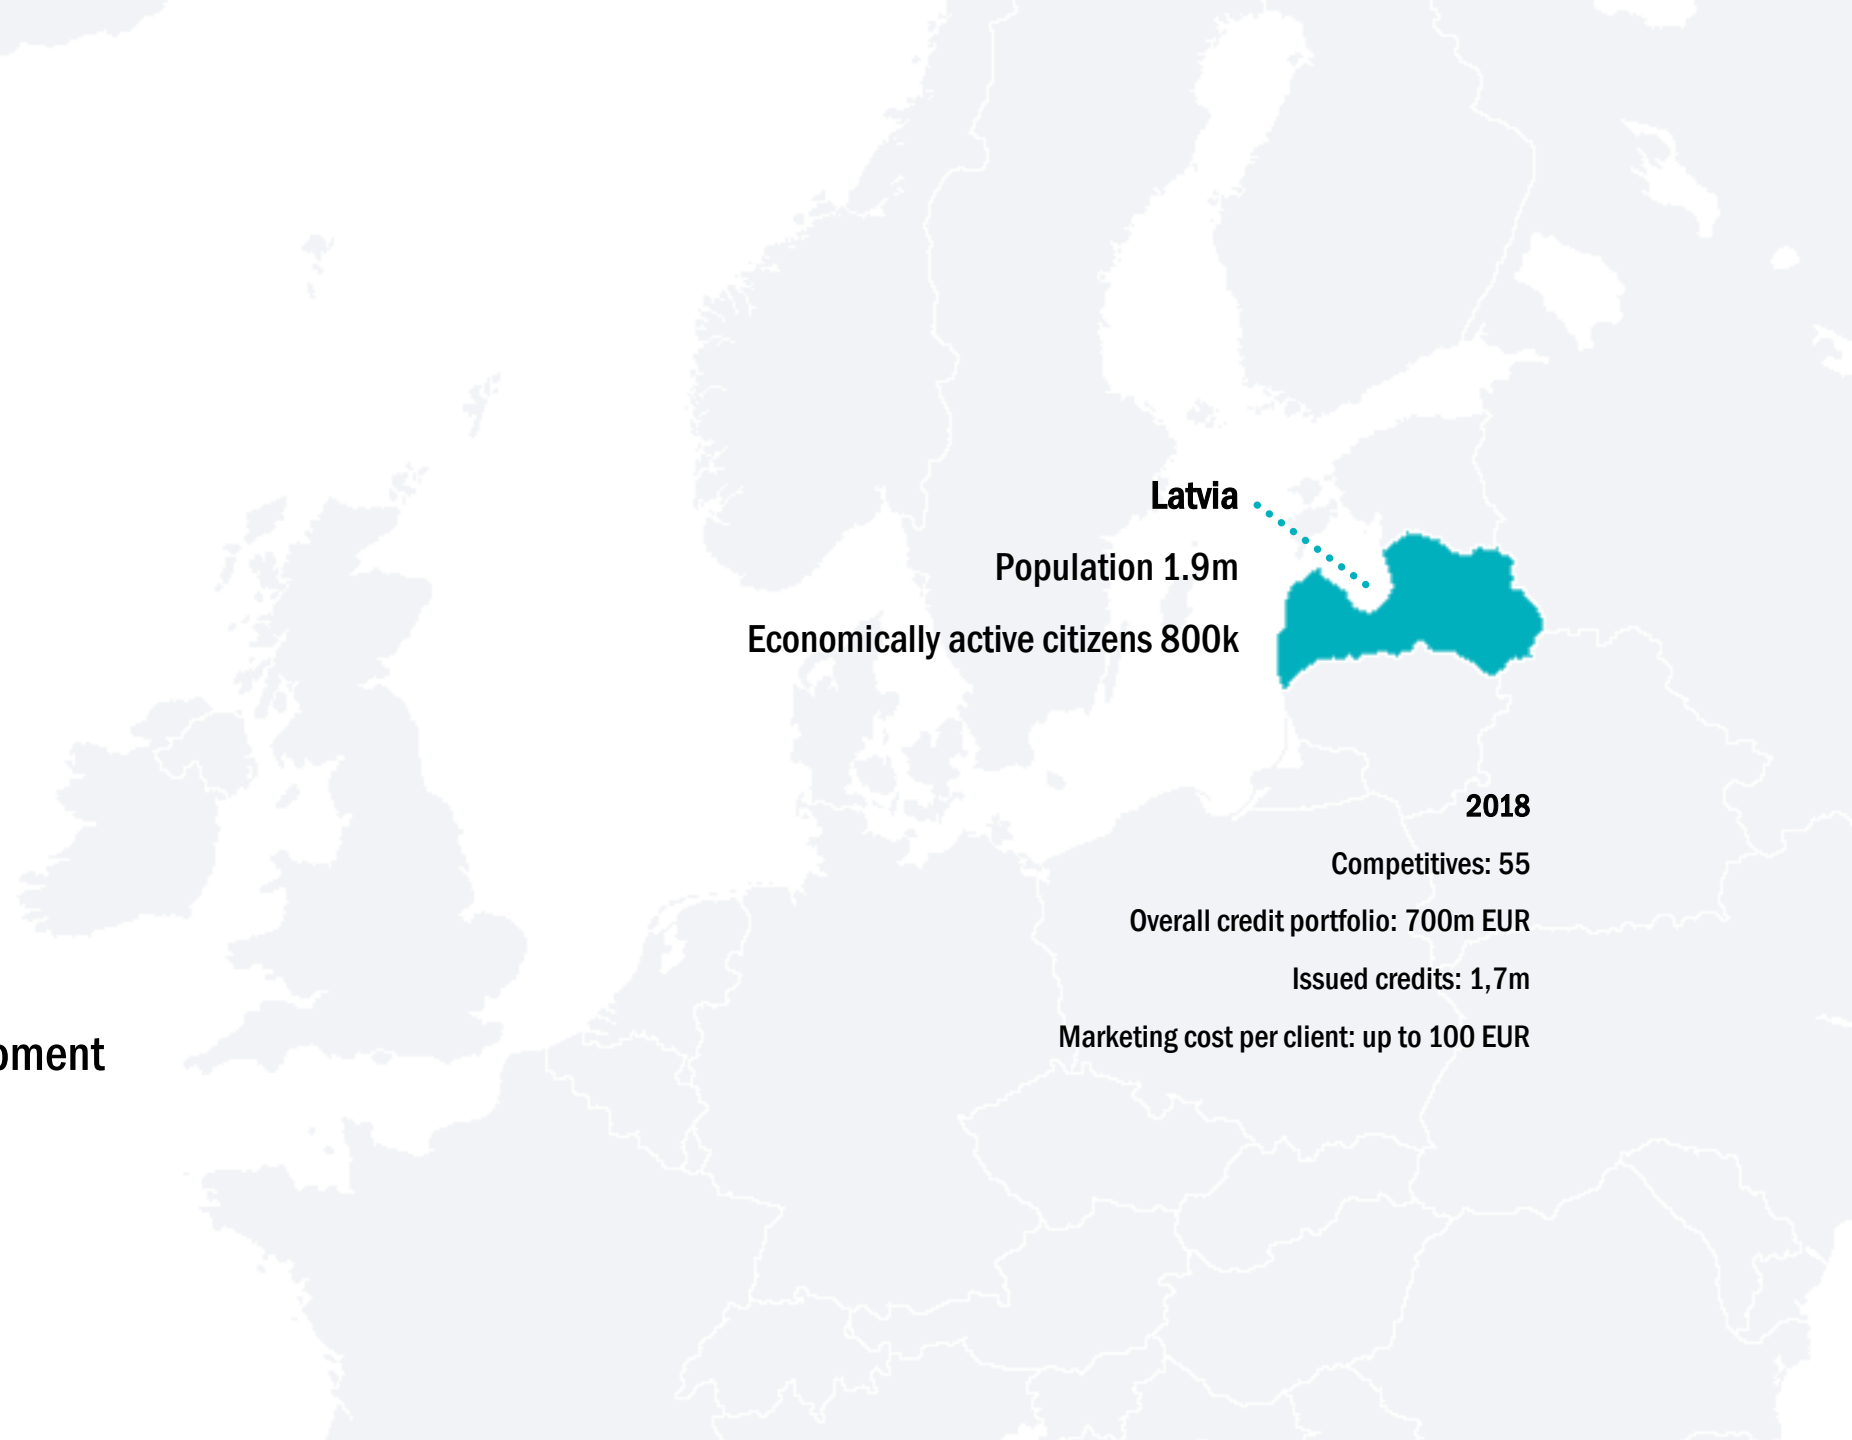 Latvia
Population 1.9m
Economically active citizens 800k
2018
Competitives: 55
Overall credit portfolio: 700m EUR
Issued credits: 1,7m
Marketing cost per client: up to 100 EUR